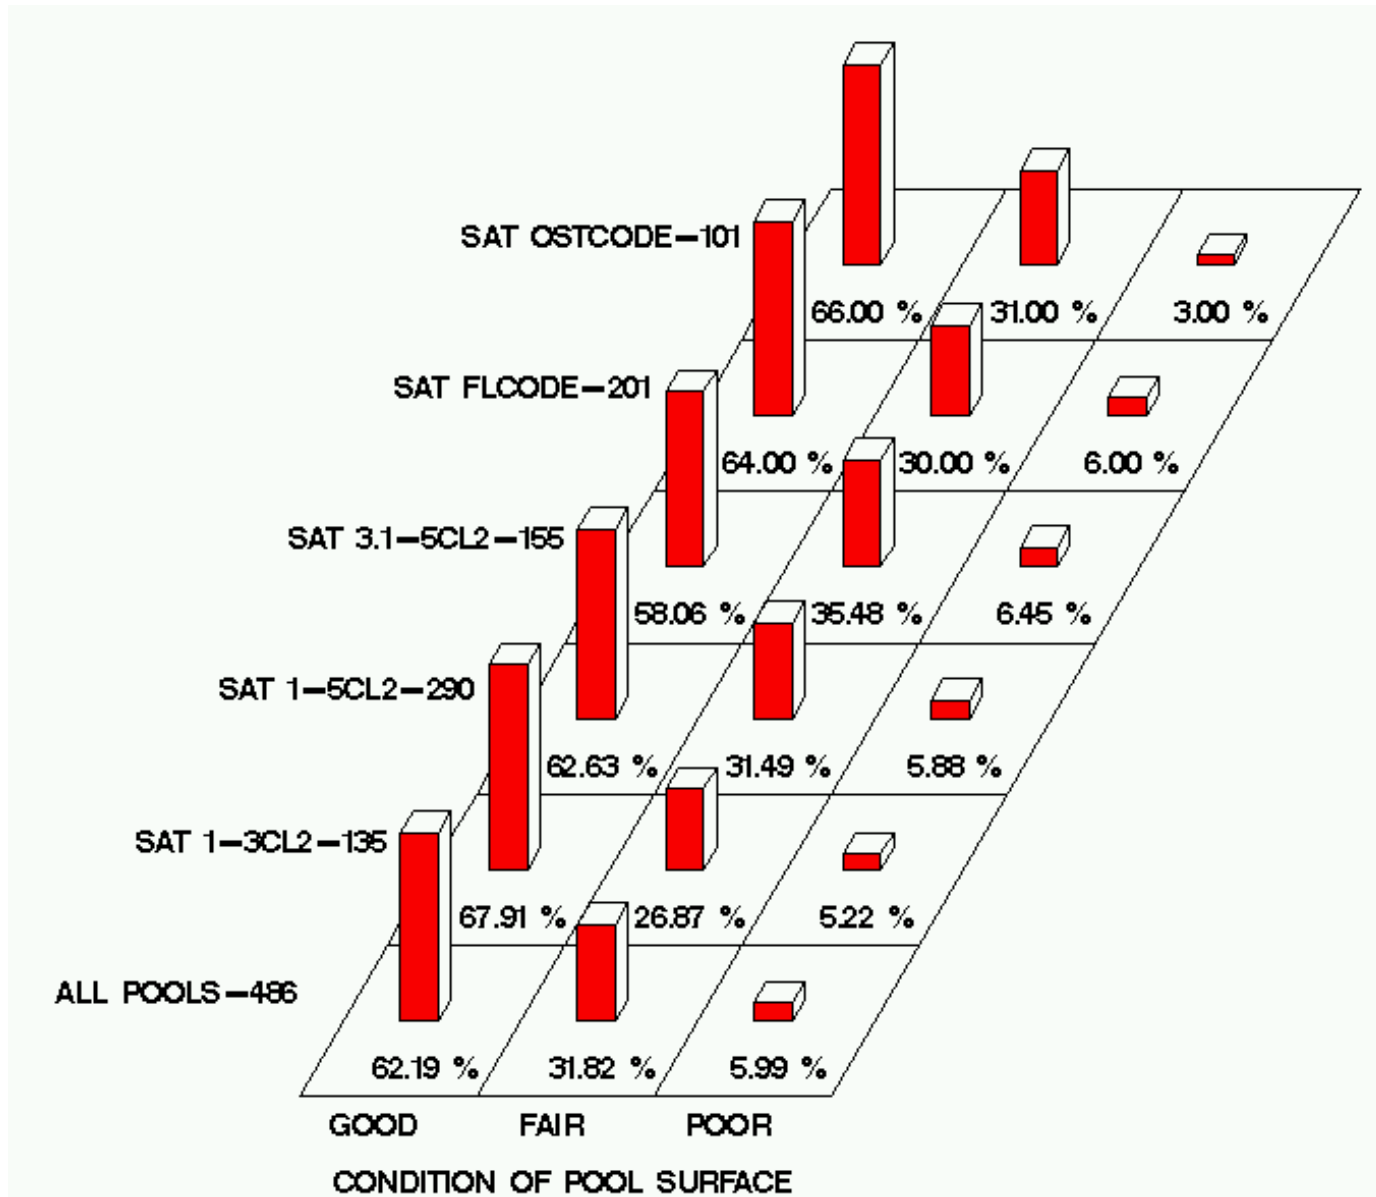 SAT OSTCODE-101
66.00 % 31.00 % 3.00 %
SAT FLCODE-201
64.00 % 30.00 % 6.00 %
SAT 3.1-5CL2-155
58.06 % 35.48 % 6.45 %
SAT 1-5CL2-290
62.63 % 31.49 % 5.88 %
SAT 1-3CL2-135
67.91 % 26.87 % 5.22 %
ALL POOLS-486
62.19 % 31.82 % 5.99 %
GOOD FAIR POOR
CONDITION OF POOL SURFACE